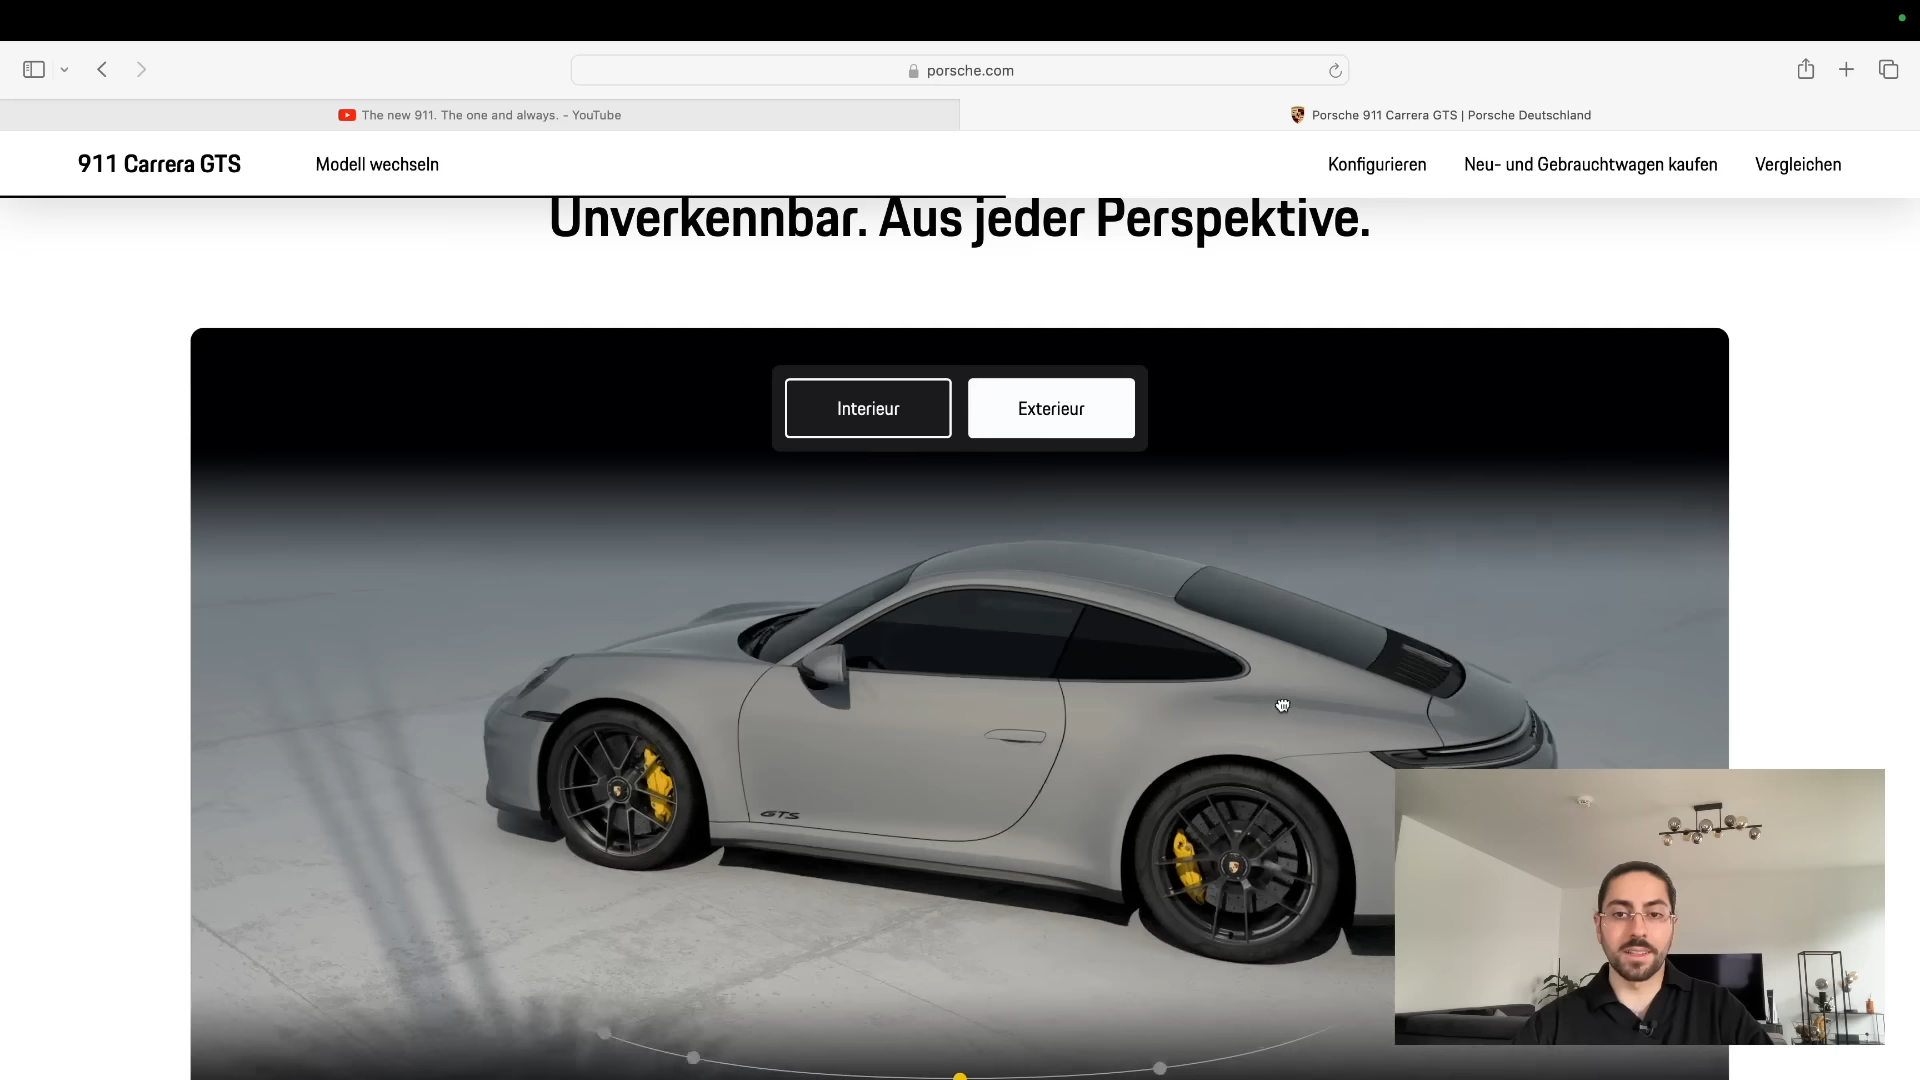 porsche.com
The new 911. The one and always. - YouTube
Porsche 911 Carrera GTS | Porsche Deutschland
911 Carrera GTS
Modell wechseln
Konfigurieren
Neu- und Gebrauchtwagen kaufen
Vergleichen
Unverkennbar. Aus jeder Perspektive.
Interieur
Exterieur
GTS